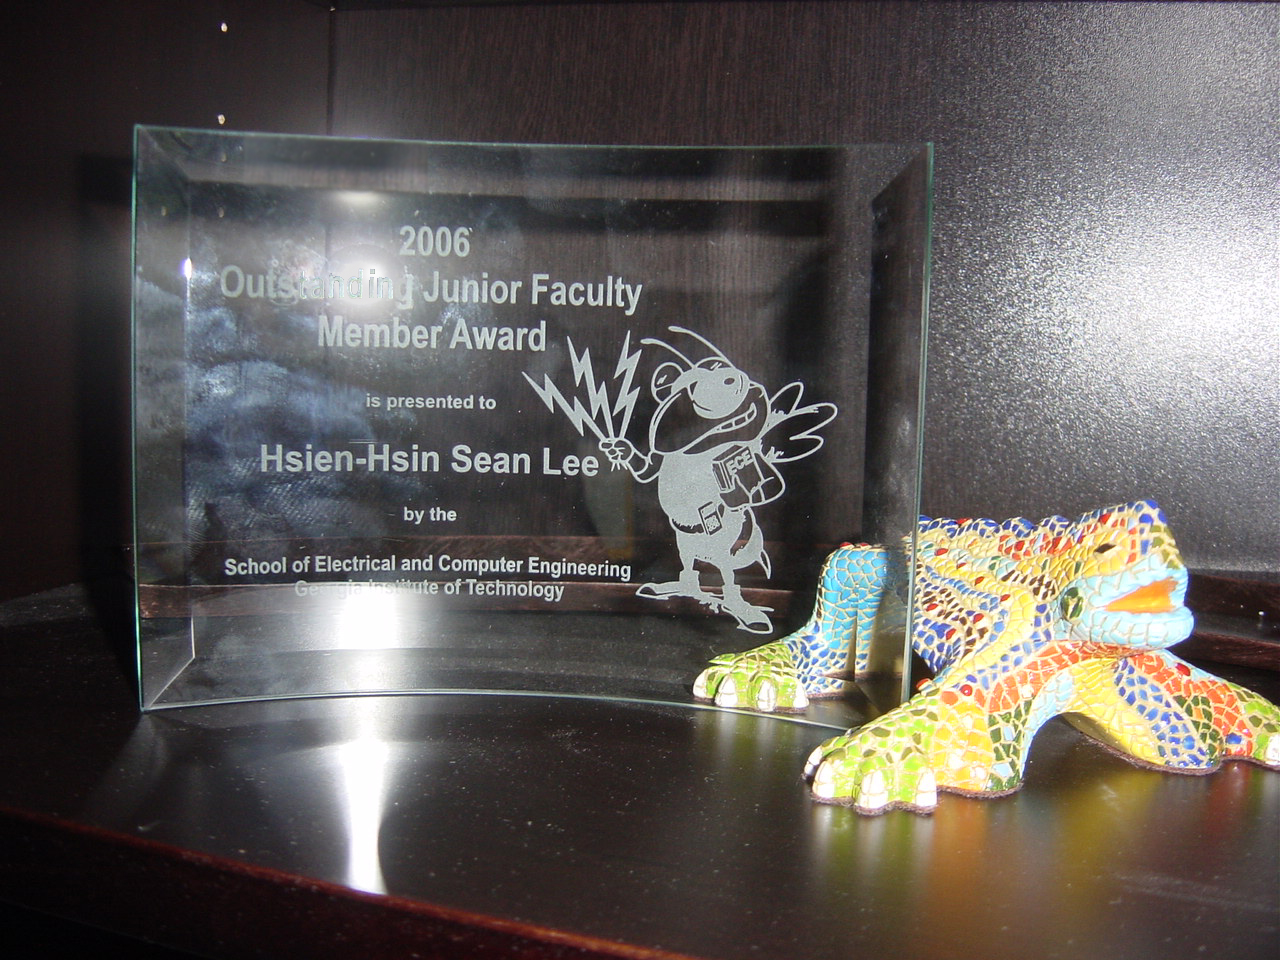 2006
Outstanding Junior Faculty
Member Award
is presented to
Hsien-Hsin Sean Lee
by the
School of Electrical and Computer Engineering
Georgia Institute of Technology
ECE